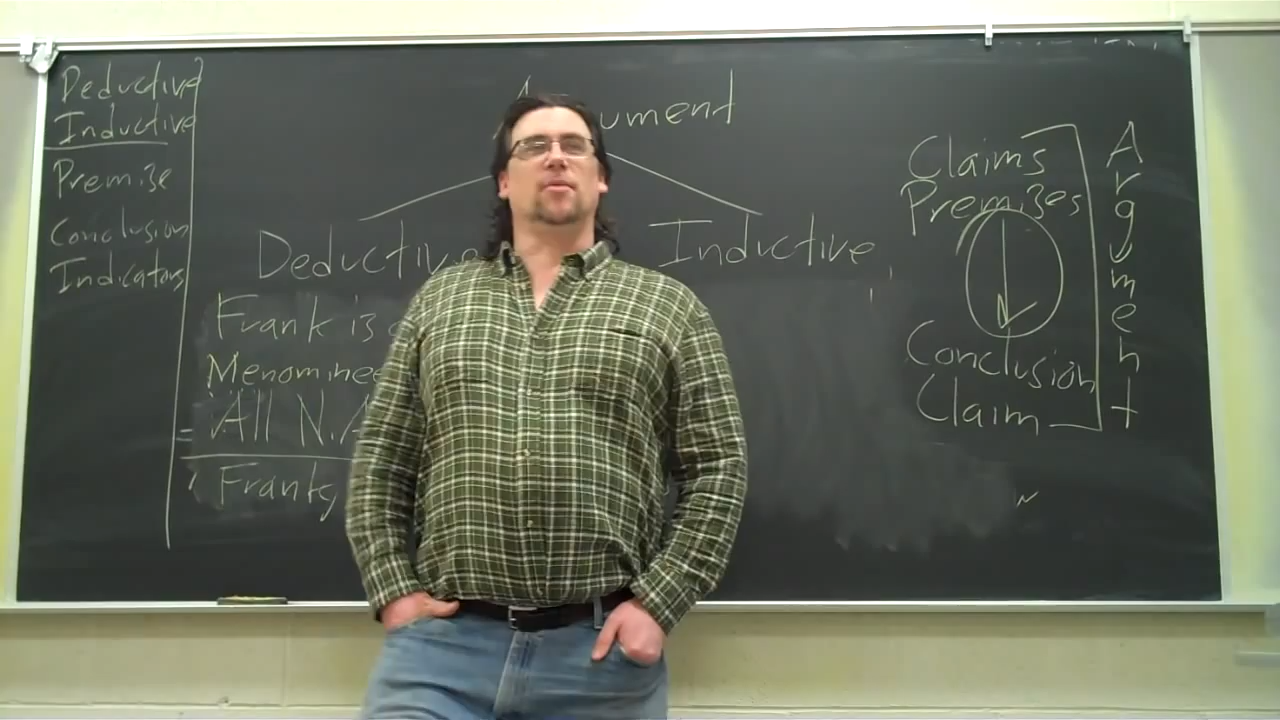 Deductive
Inductive
Premise
Conclusion
Indicators
ument
Deductive
Inductive
Frank is
Menominee
All N.A
Frank
Claims
Premises
Conclusion
Claim
Argument